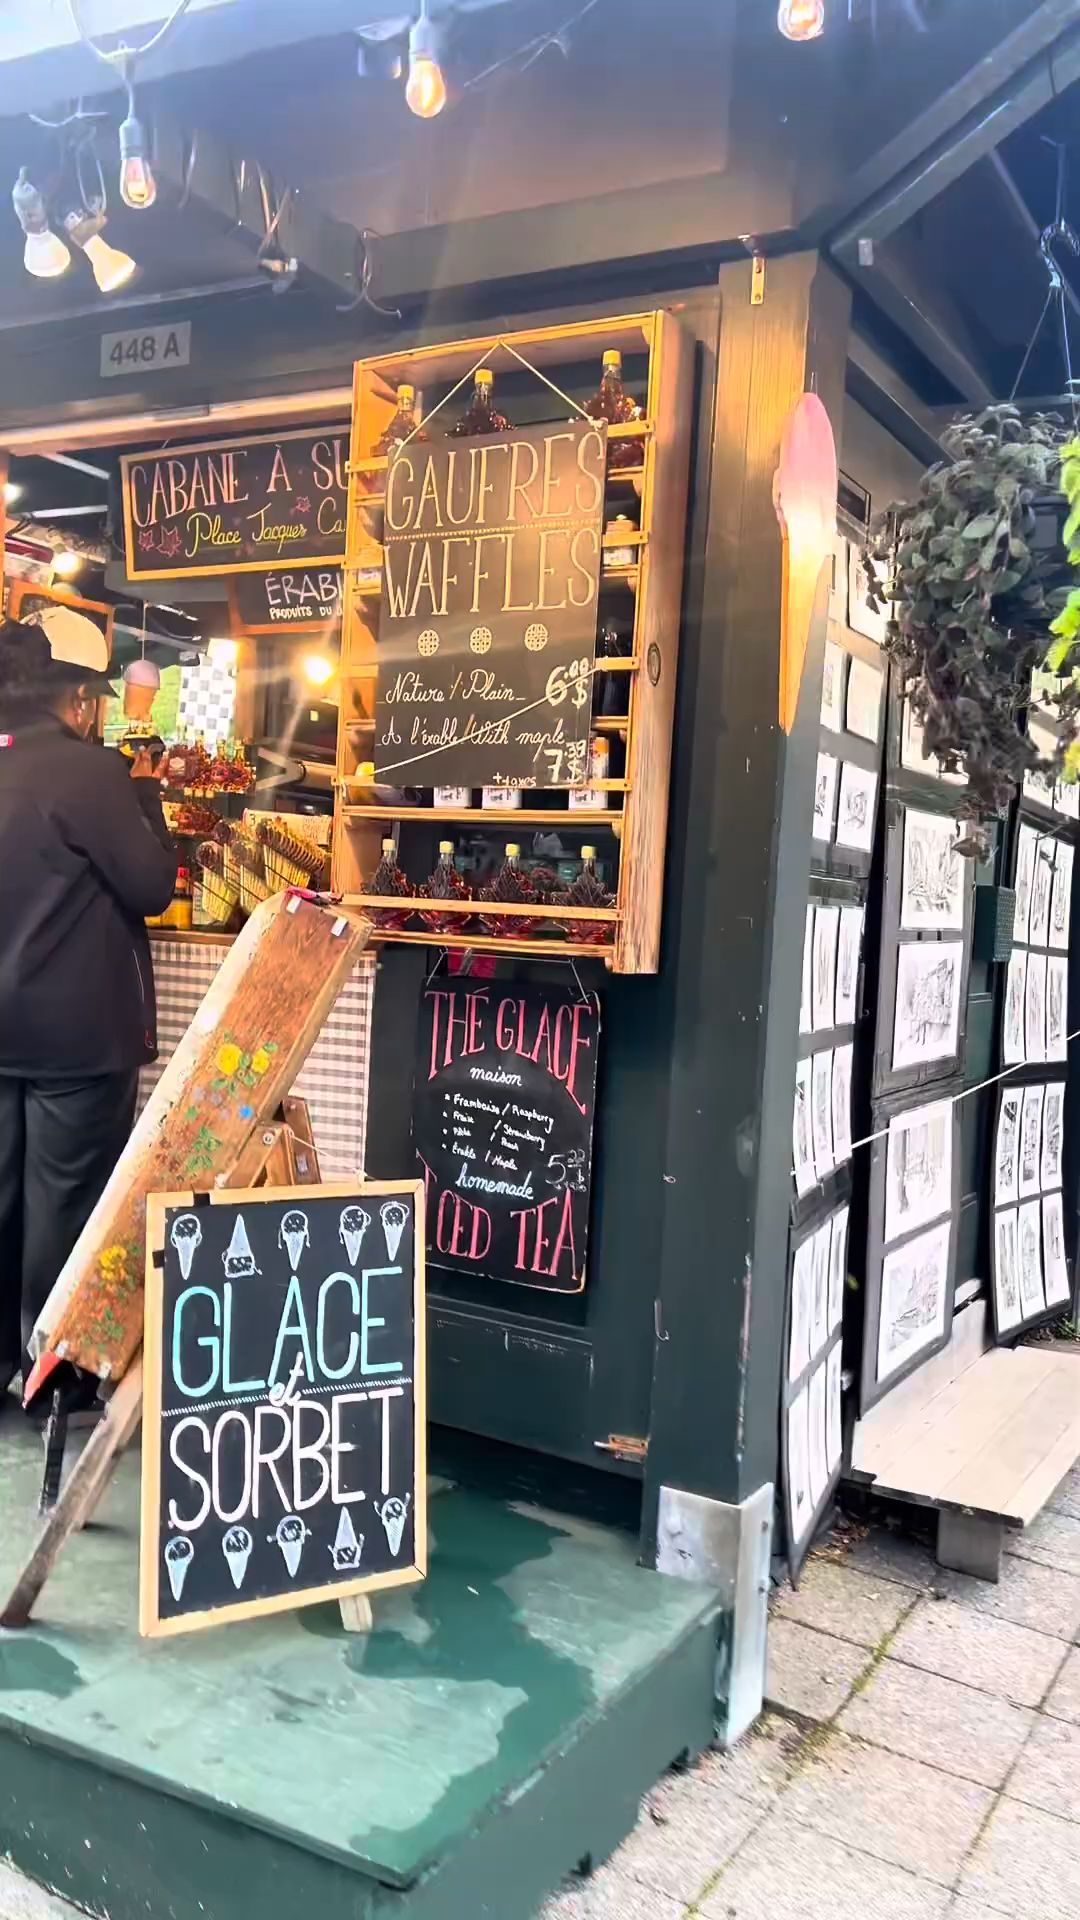 448 A
CABANE À SU
Place Jacques Ca
ÉRABL
PRODUITS DU
GAUFRES
WAFFLES
Nature / Plain 6.00 $
A l'érable/With maple
7.39 $
+taxes
THÉ GLACÉ
maison
Framboise / Raspberry
Fraise / Strawberry
Pêche / Peach
Érable / Maple
homemade
ICED TEA
GLACE
et
SORBET